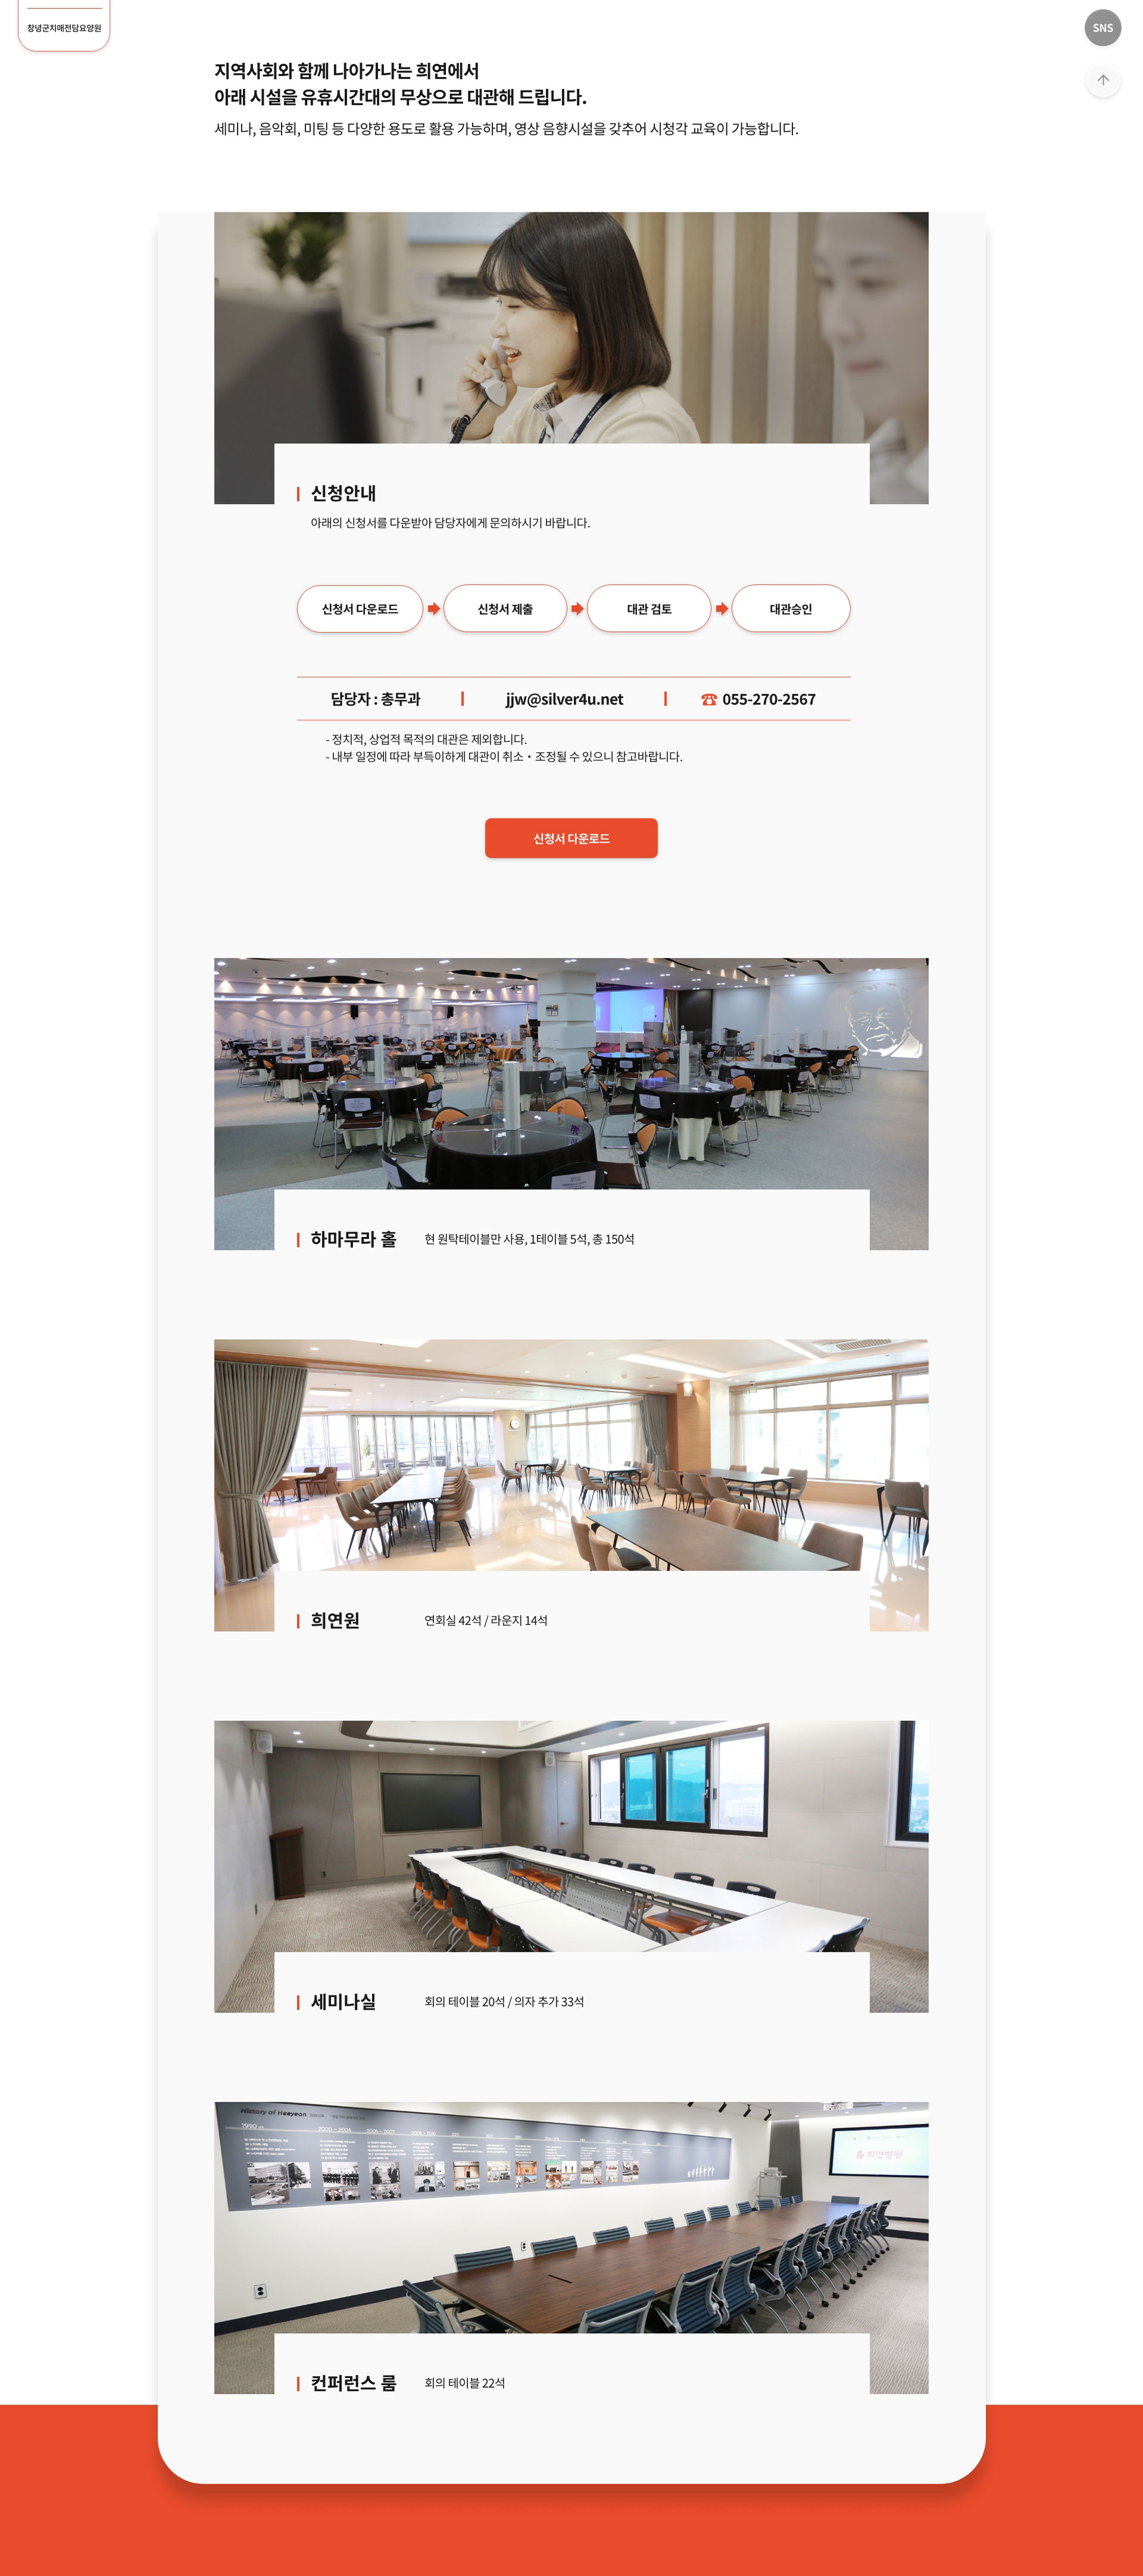 창녕군치매전담요양원
SNS
지역사회와 함께 나아가나는 희연에서
아래 시설을 유휴시간대의 무상으로 대관해 드립니다.
세미나, 음악회, 미팅 등 다양한 용도로 활용 가능하며, 영상 음향시설을 갖추어 시청각 교육이 가능합니다.
신청안내
아래의 신청서를 다운받아 담당자에게 문의하시기 바랍니다.
신청서 다운로드 신청서 제출 대관 검토 대관승인
담당자 : 총무과 jjw@silver4u.net 055-270-2567
- 정치적, 상업적 목적의 대관은 제외합니다.
- 내부 일정에 따라 부득이하게 대관이 취소・조정될 수 있으니 참고바랍니다.
신청서 다운로드
하마무라 홀 현 원탁테이블만 사용, 1테이블 5석, 총 150석
희연원 연회실 42석 / 라운지 14석
세미나실 회의 테이블 20석 / 의자 추가 33석
History of Heeyeon
1990
2003 - 2004
희연병원
컨퍼런스 룸 회의 테이블 22석